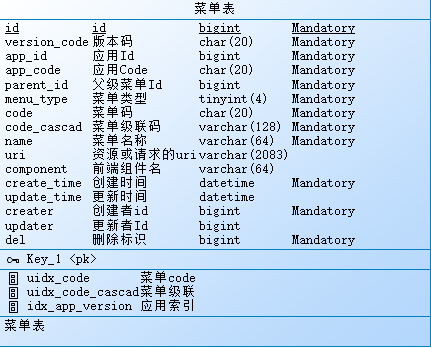 菜单表
id id bigint Mandatory
version_code 版本码 char(20) Mandatory
app_id 应用Id bigint Mandatory
app_code 应用Code char(20) Mandatory
parent_id 父级菜单Id bigint Mandatory
menu_type 菜单类型 tinyint(4) Mandatory
code 菜单码 char(20) Mandatory
code_cascad 菜单级联码 varchar(128) Mandatory
name 菜单名称 varchar(64) Mandatory
uri 资源或请求的uri varchar(2083)
component 前端组件名 varchar(64)
create_time 创建时间 datetime Mandatory
update_time 更新时间 datetime
creater 创建者id bigint Mandatory
updater 更新者Id bigint
del 删除标识 bigint Mandatory
Key_1 <pk>
uidx_code 菜单code
uidx_code_cascad 菜单级联
idx_app_version 应用索引
菜单表